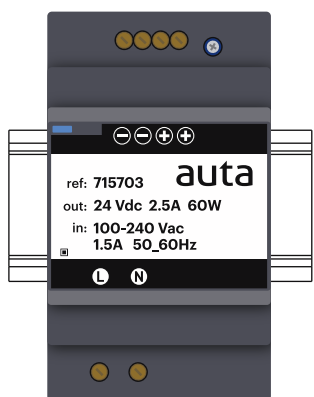 − − + +
auta
ref: 715703
out: 24 Vdc 2.5A 60W
in: 100-240 Vac
1.5A 50_60Hz
L N